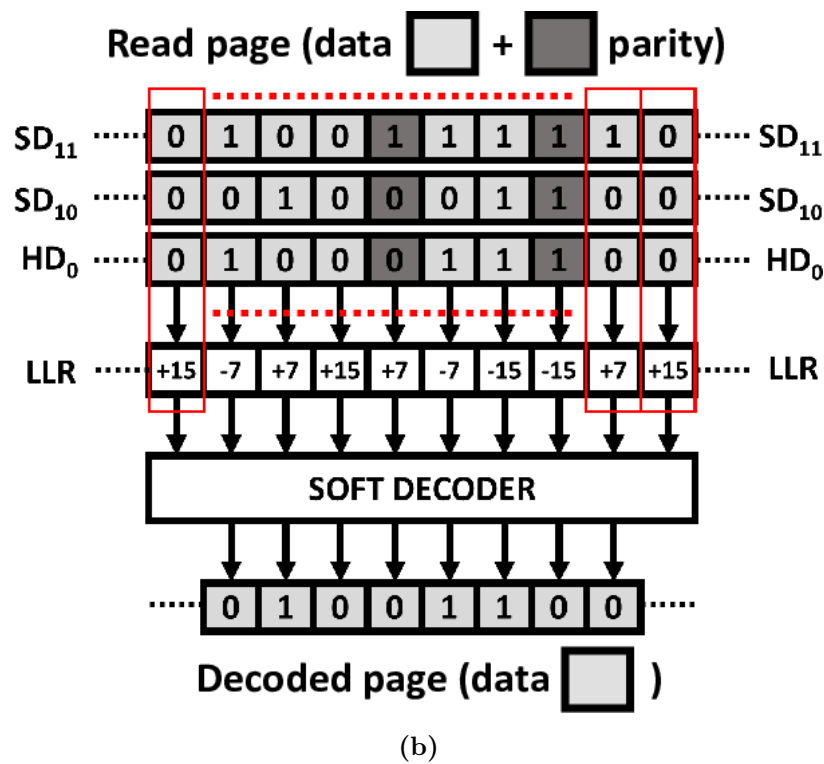 Read page (data + parity)
SD11 0 1 0 0 1 1 1 1 1 0 SD11
SD10 0 0 1 0 0 0 1 1 0 0 SD10
HD0 0 1 0 0 0 1 1 1 0 0 HD0
LLR +15 -7 +7 +15 +7 -7 -15 -15 +7 +15 LLR
SOFT DECODER
0 1 0 0 1 1 0 0
Decoded page (data )
(b)